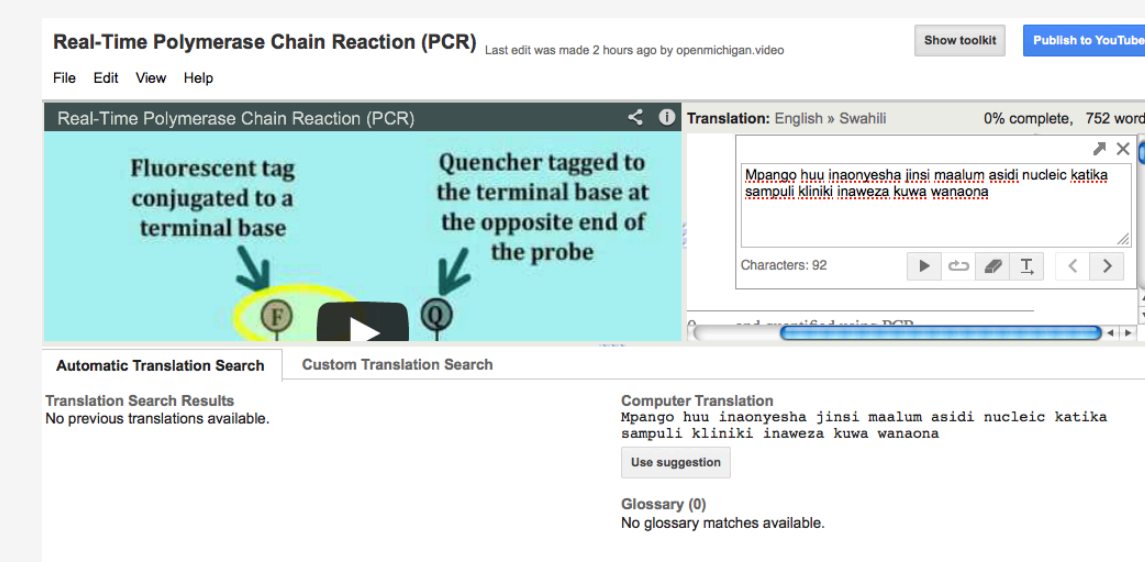 Real-Time Polymerase Chain Reaction (PCR) Last edit was made 2 hours ago by openmichigan.video
Show toolkit
Publish to YouTube
File Edit View Help
Real-Time Polymerase Chain Reaction (PCR)
Fluorescent tag
conjugated to a
terminal base
Quencher tagged to
the terminal base at
the opposite end of
the probe
F
Q
Translation: English » Swahili
0% complete, 752 word
Mpango huu inaonyesha jinsi maalum asidi nucleic katika
sampuli kliniki inaweza kuwa wanaona
Characters: 92
and quantified using PCR
Automatic Translation Search
Custom Translation Search
Translation Search Results
No previous translations available.
Computer Translation
Mpango huu inaonyesha jinsi maalum asidi nucleic katika
sampuli kliniki inaweza kuwa wanaona
Use suggestion
Glossary (0)
No glossary matches available.